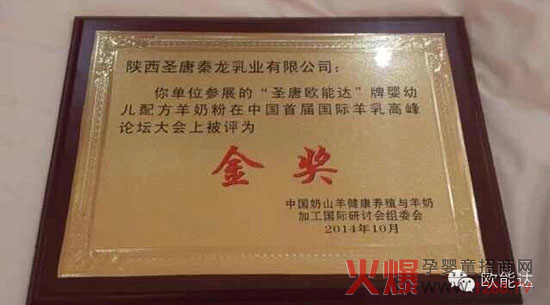 陕西圣唐秦龙乳业有限公司：
你单位参展的“圣唐欧能达”牌婴幼
儿配方羊奶粉在中国首届国际羊乳高峰
论坛大会上被评为
金奖
中国奶山羊健康养殖与羊奶
加工国际研讨会组委会
2014年10月
火爆孕婴童招商网
欧能达